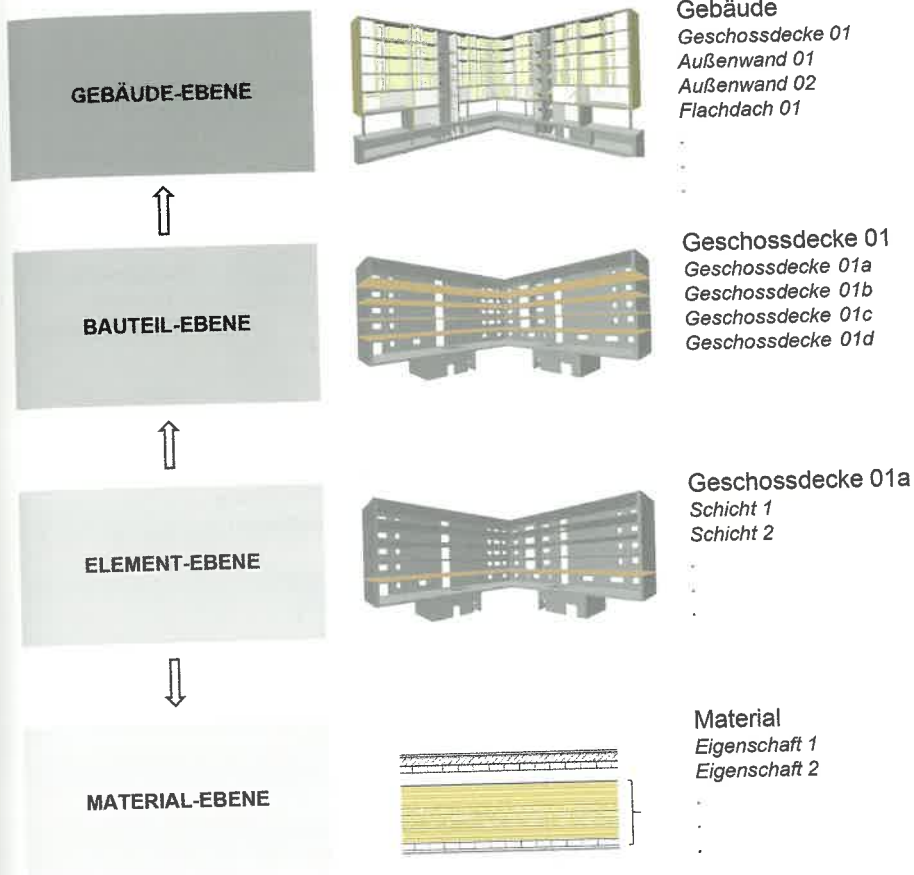 GEBÄUDE-EBENE
Gebäude
Geschossdecke 01
Außenwand 01
Außenwand 02
Flachdach 01
.
.
.
BAUTEIL-EBENE
Geschossdecke 01
Geschossdecke 01a
Geschossdecke 01b
Geschossdecke 01c
Geschossdecke 01d
ELEMENT-EBENE
Geschossdecke 01a
Schicht 1
Schicht 2
.
.
.
MATERIAL-EBENE
Material
Eigenschaft 1
Eigenschaft 2
.
.
.